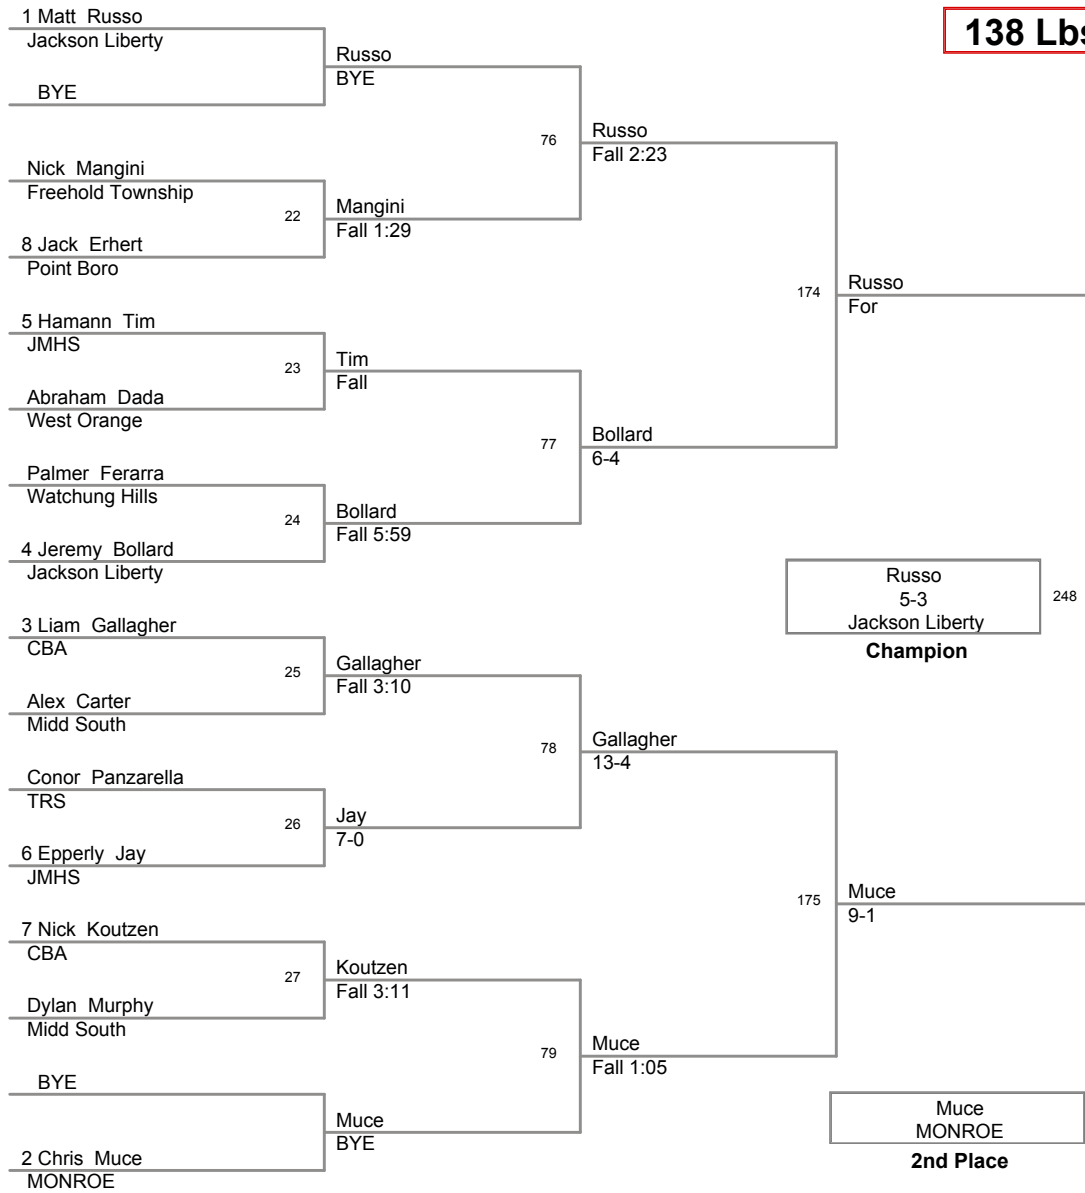 138 Lbs
1 Matt Russo
Jackson Liberty
BYE
Russo
BYE
76
Russo
Fall 2:23
Nick Mangini
Freehold Township
22
Mangini
Fall 1:29
8 Jack Erhert
Point Boro
174
Russo
For
5 Hamann Tim
JMHS
23
Tim
Fall
Abraham Dada
West Orange
77
Bollard
6-4
Palmer Ferarra
Watchung Hills
24
Bollard
Fall 5:59
4 Jeremy Bollard
Jackson Liberty
Russo
5-3
Jackson Liberty
248
Champion
3 Liam Gallagher
CBA
25
Gallagher
Fall 3:10
Alex Carter
Midd South
78
Gallagher
13-4
Conor Panzarella
TRS
26
Jay
7-0
6 Epperly Jay
JMHS
175
Muce
9-1
7 Nick Koutzen
CBA
27
Koutzen
Fall 3:11
Dylan Murphy
Midd South
79
Muce
Fall 1:05
BYE
Muce
BYE
2 Chris Muce
MONROE
Muce
MONROE
2nd Place